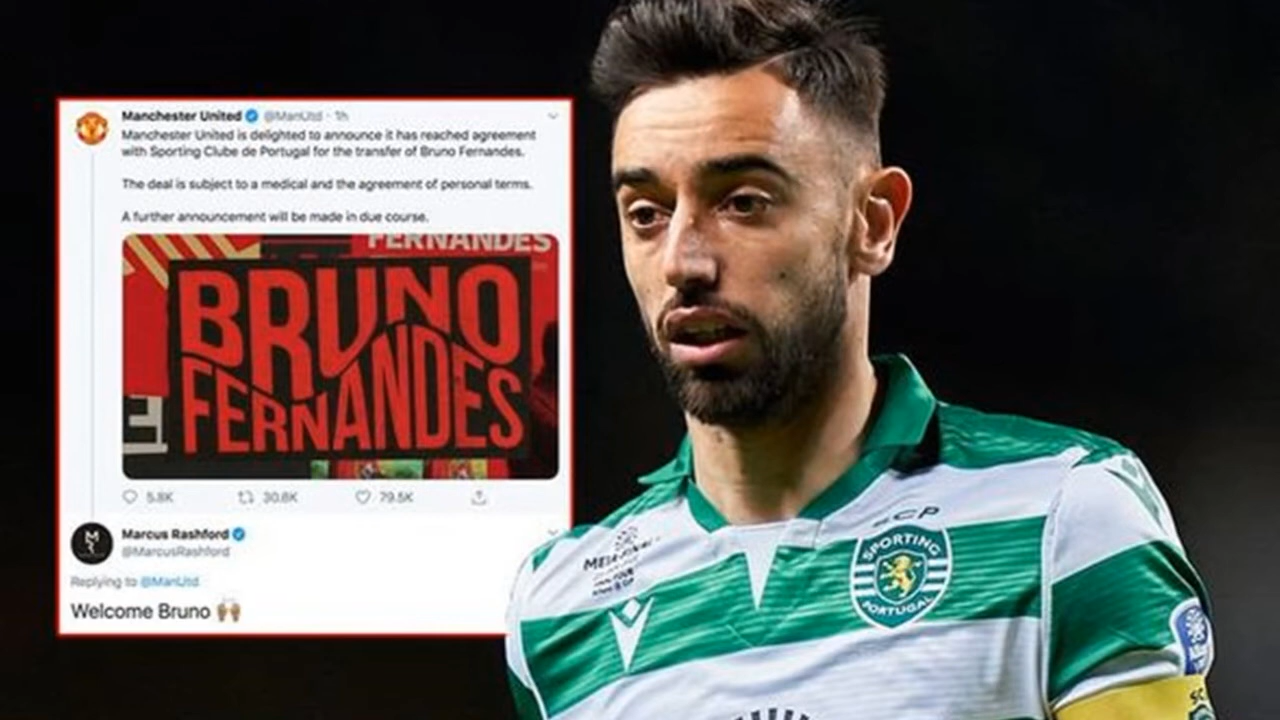 Manchester United @ManUtd · 1h
Manchester United is delighted to announce it has reached agreement
with Sporting Clube de Portugal for the transfer of Bruno Fernandes.
The deal is subject to a medical and the agreement of personal terms.
A further announcement will be made in due course.
FERNANDES
BRUNO
FERNANDES
5.8K 30.6K 79.5K
Marcus Rashford
@MarcusRashford
Replying to @ManUtd
Welcome Bruno 🙌🏽
SCP
SPORTING
PORTUGAL